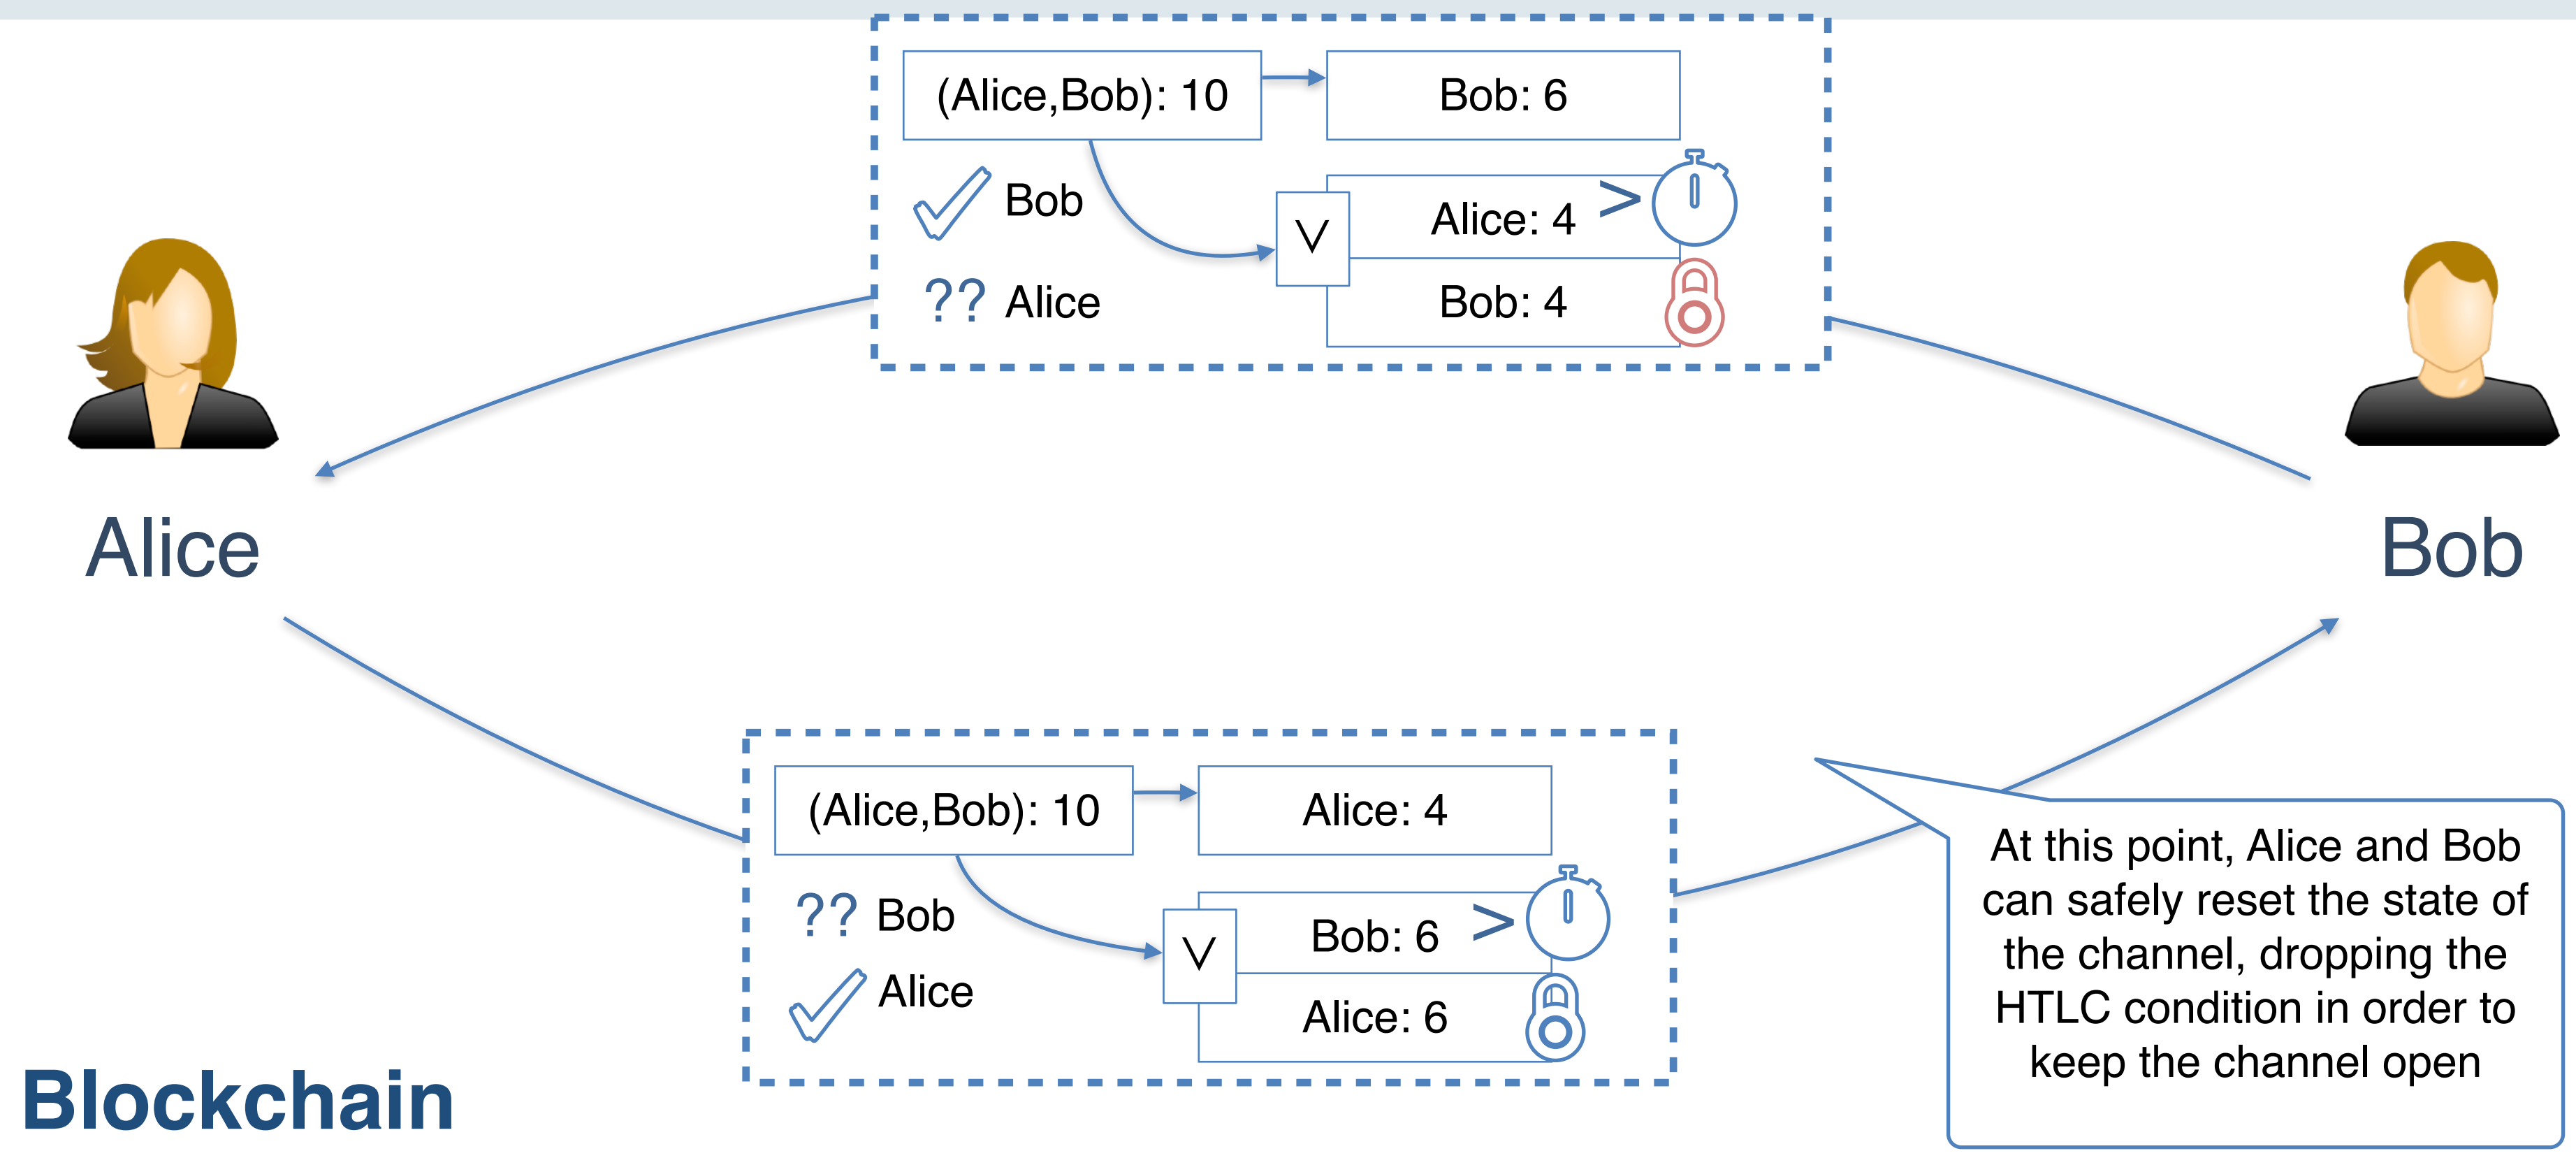 (Alice,Bob): 10
Bob: 6
Bob
Alice: 4 >
V
?? Alice
Bob: 4
Alice
Bob
(Alice,Bob): 10
Alice: 4
?? Bob
Bob: 6 >
V
Alice
Alice: 6
At this point, Alice and Bob
can safely reset the state of
the channel, dropping the
HTLC condition in order to
keep the channel open
Blockchain